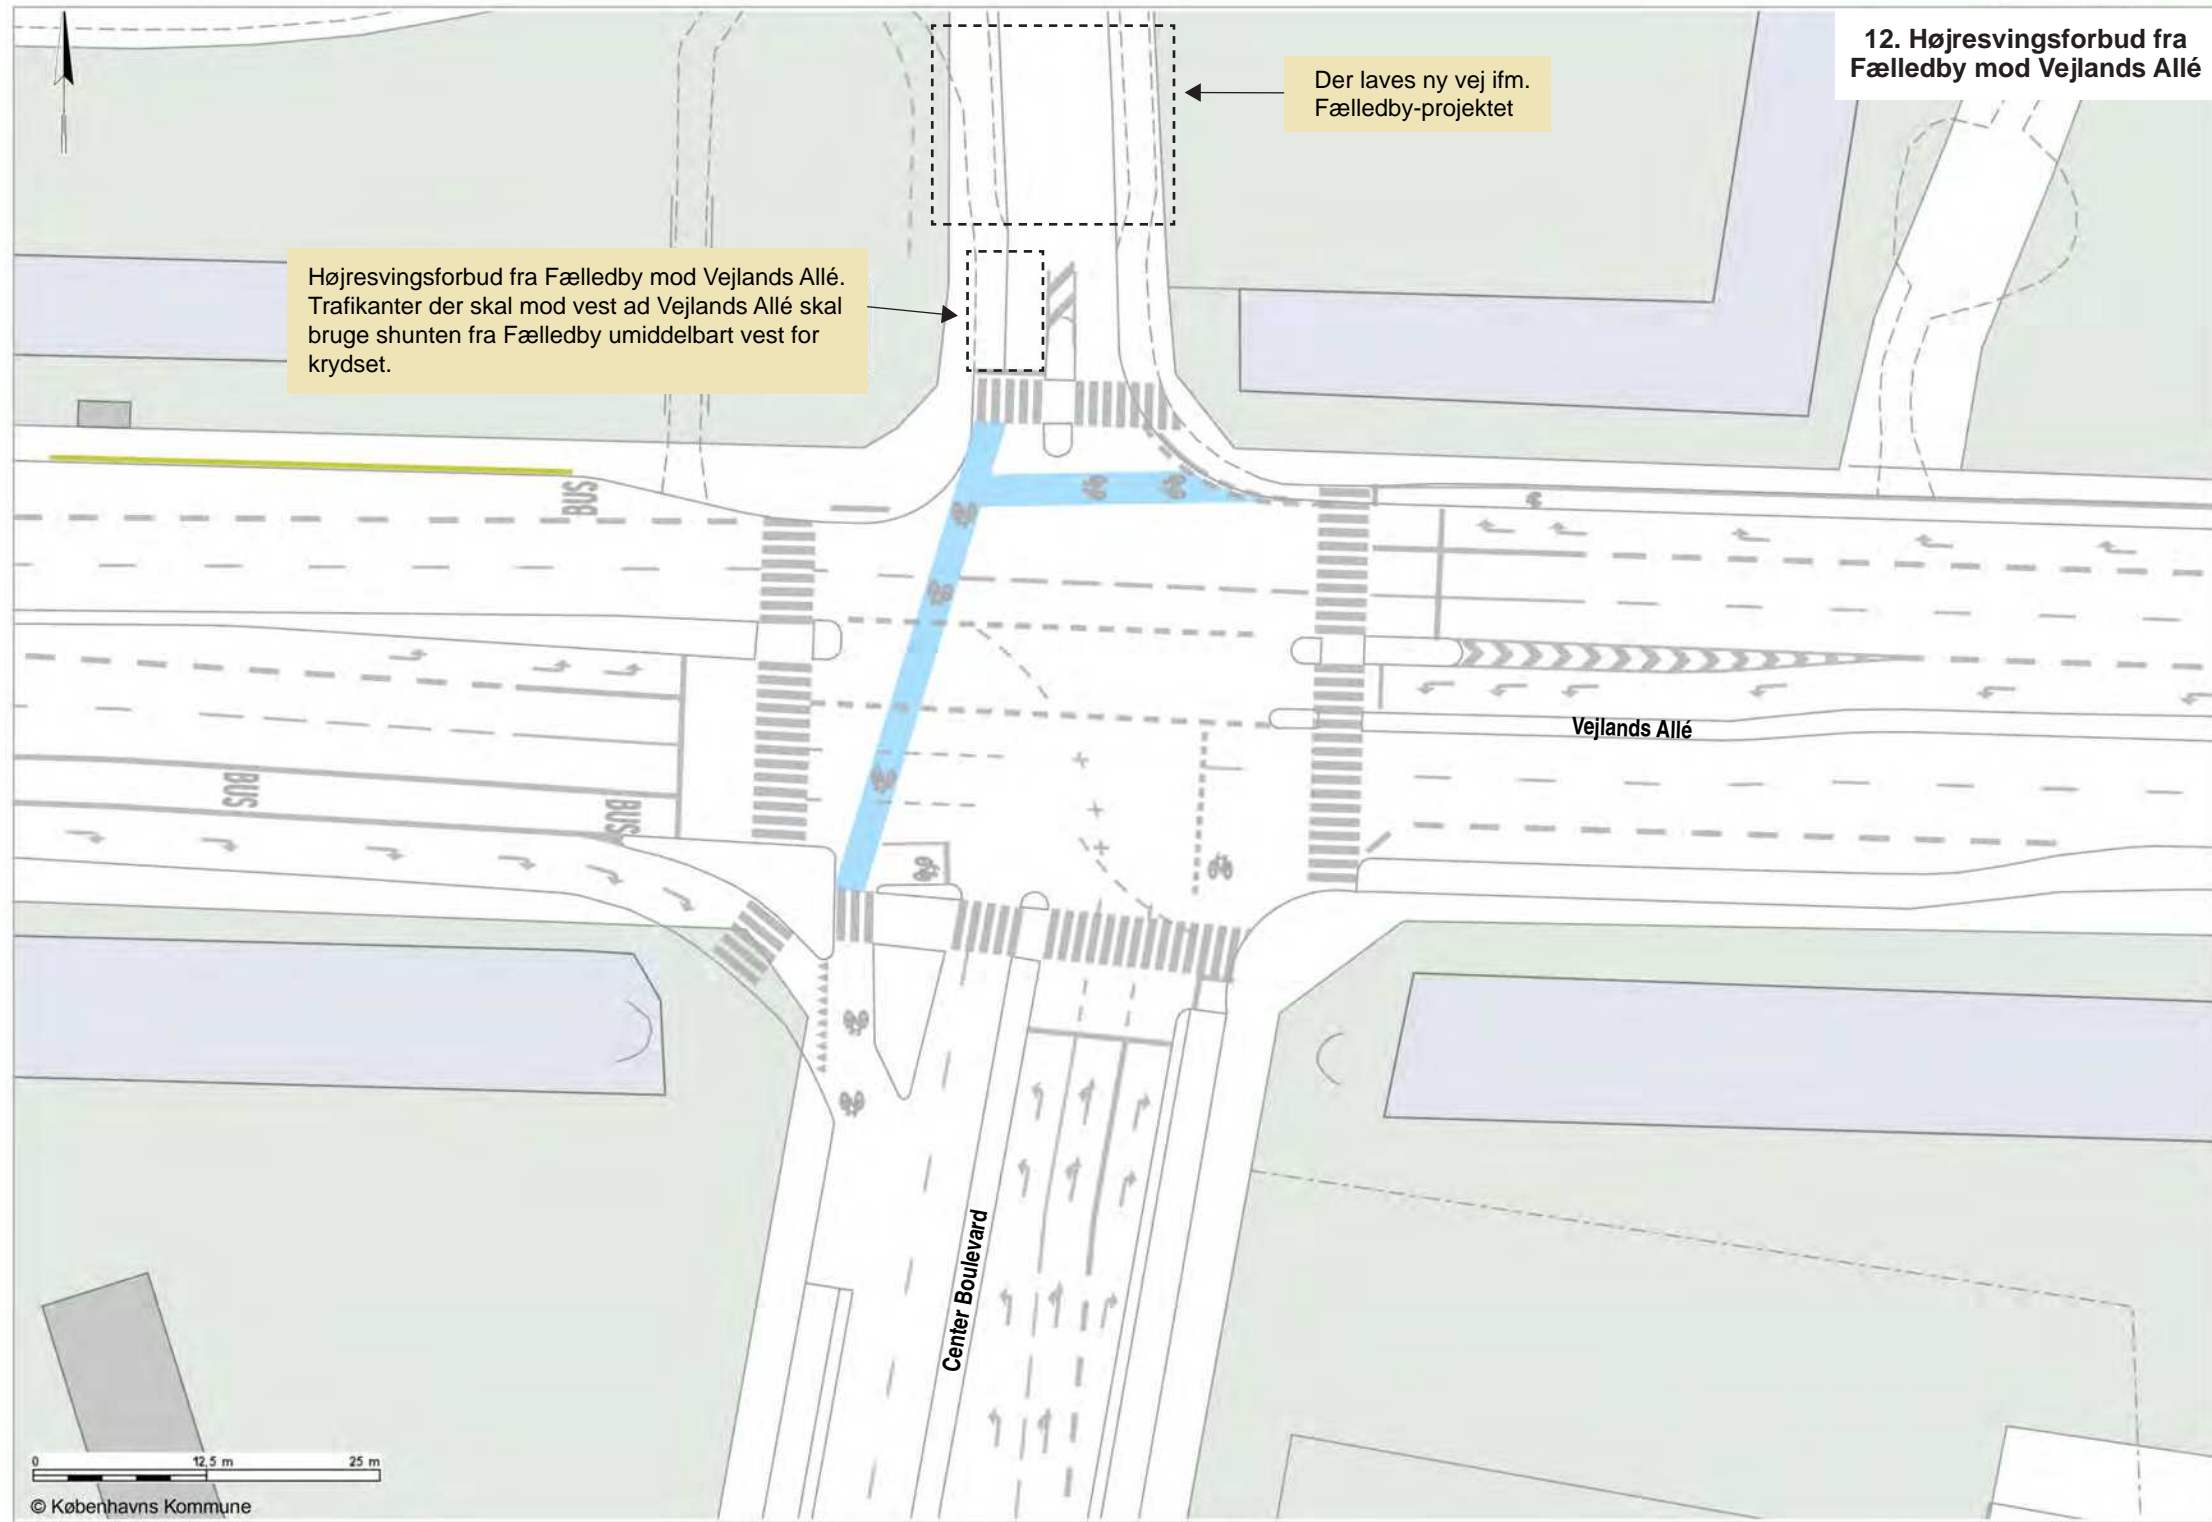 12. Højresvingsforbud fra
Fælledby mod Vejlands Allé
Der laves ny vej ifm.
Fælledby-projektet
Højresvingsforbud fra Fælledby mod Vejlands Allé.
Trafikanter der skal mod vest ad Vejlands Allé skal
bruge shunten fra Fælledby umiddelbart vest for
krydset.
BUS
Vejlands Allé
BUS
BUS
Center Boulevard
0 12,5 m 25 m
© Københavns Kommune